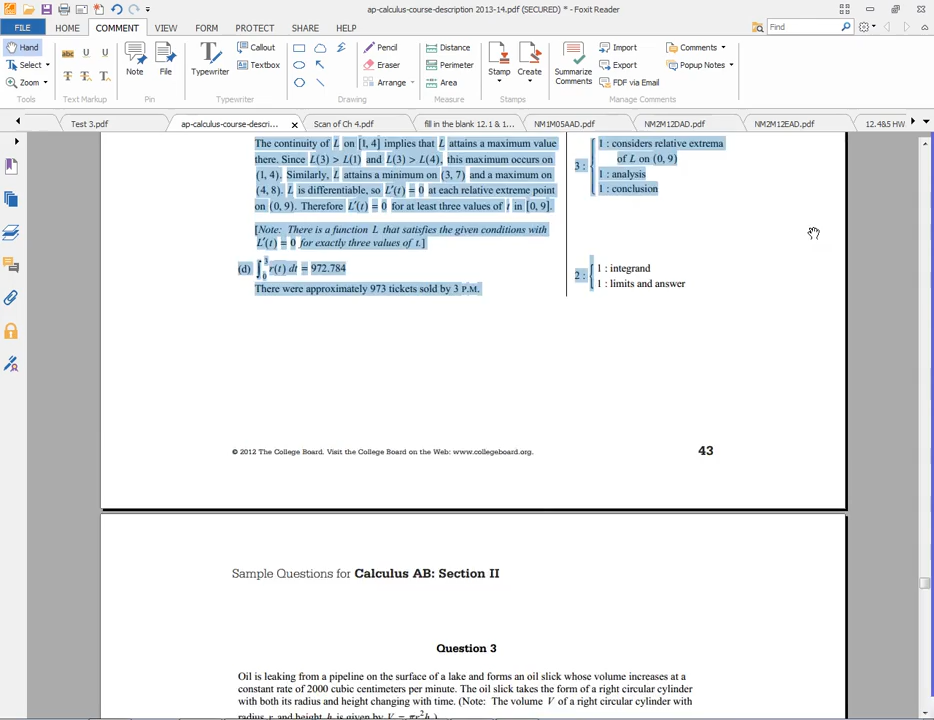 ap-calculus-course-description 2013-14.pdf (SECURED) * - Foxit Reader
FILE HOME COMMENT VIEW FORM PROTECT SHARE HELP
Find
Hand
Select
Zoom
Tools
abc U U
T T T
Text Markup
Note
File
Pin
Typewriter
Callout
Textbox
Typewriter
Drawing
Pencil
Eraser
Arrange
Distance
Perimeter
Area
Measure
Stamp
Create
Stamps
Summarize
Comments
Import
Export
FDF via Email
Comments
Popup Notes
Manage Comments
Test 3.pdf
ap-calculus-course-descri...
Scan of Ch 4.pdf
fill in the blank 12.1 & 1...
NM1M05AAD.pdf
NM2M12DAD.pdf
NM2M12EAD.pdf
12.4&5 HW
The continuity of L on [1, 4] implies that L attains a maximum value
there. Since L(3) > L(1) and L(3) > L(4), this maximum occurs on
(1, 4). Similarly, L attains a minimum on (3, 7) and a maximum on
(4, 8). L is differentiable, so L′(t) = 0 at each relative extreme point
on (0, 9). Therefore L′(t) = 0 for at least three values of t in [0, 9].
[Note: There is a function L that satisfies the given conditions with
L′(t) = 0 for exactly three values of t.]
3 : { 1 : considers relative extrema
of L on (0, 9)
1 : analysis
1 : conclusion
(d) ∫₀³ r(t) dt = 972.784
There were approximately 973 tickets sold by 3 P.M.
2 : { 1 : integrand
1 : limits and answer
© 2012 The College Board. Visit the College Board on the Web: www.collegeboard.org.
43
Sample Questions for Calculus AB: Section II
Question 3
Oil is leaking from a pipeline on the surface of a lake and forms an oil slick whose volume increases at a
constant rate of 2000 cubic centimeters per minute. The oil slick takes the form of a right circular cylinder
with both its radius and height changing with time. (Note: The volume V of a right circular cylinder with
radius r and height h is given by V = πr²h.)